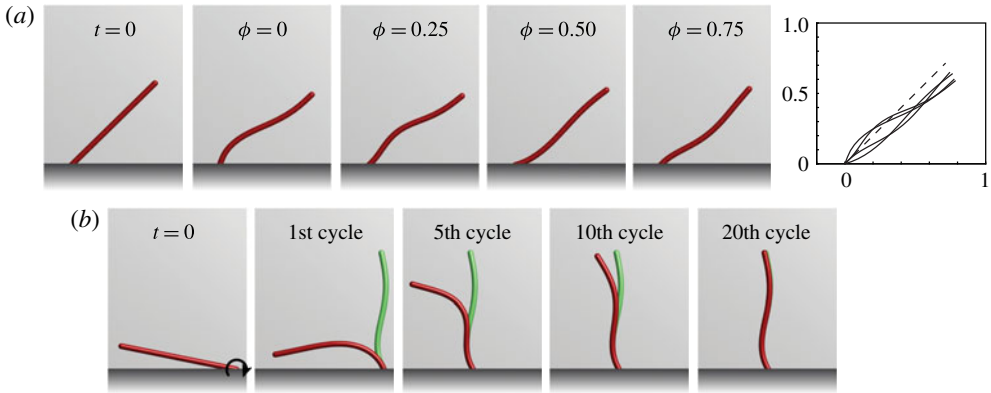 (a)
t = 0
ϕ = 0
ϕ = 0.25
ϕ = 0.50
ϕ = 0.75
1.0
0.5
0
0
1
(b)
t = 0
1st cycle
5th cycle
10th cycle
20th cycle